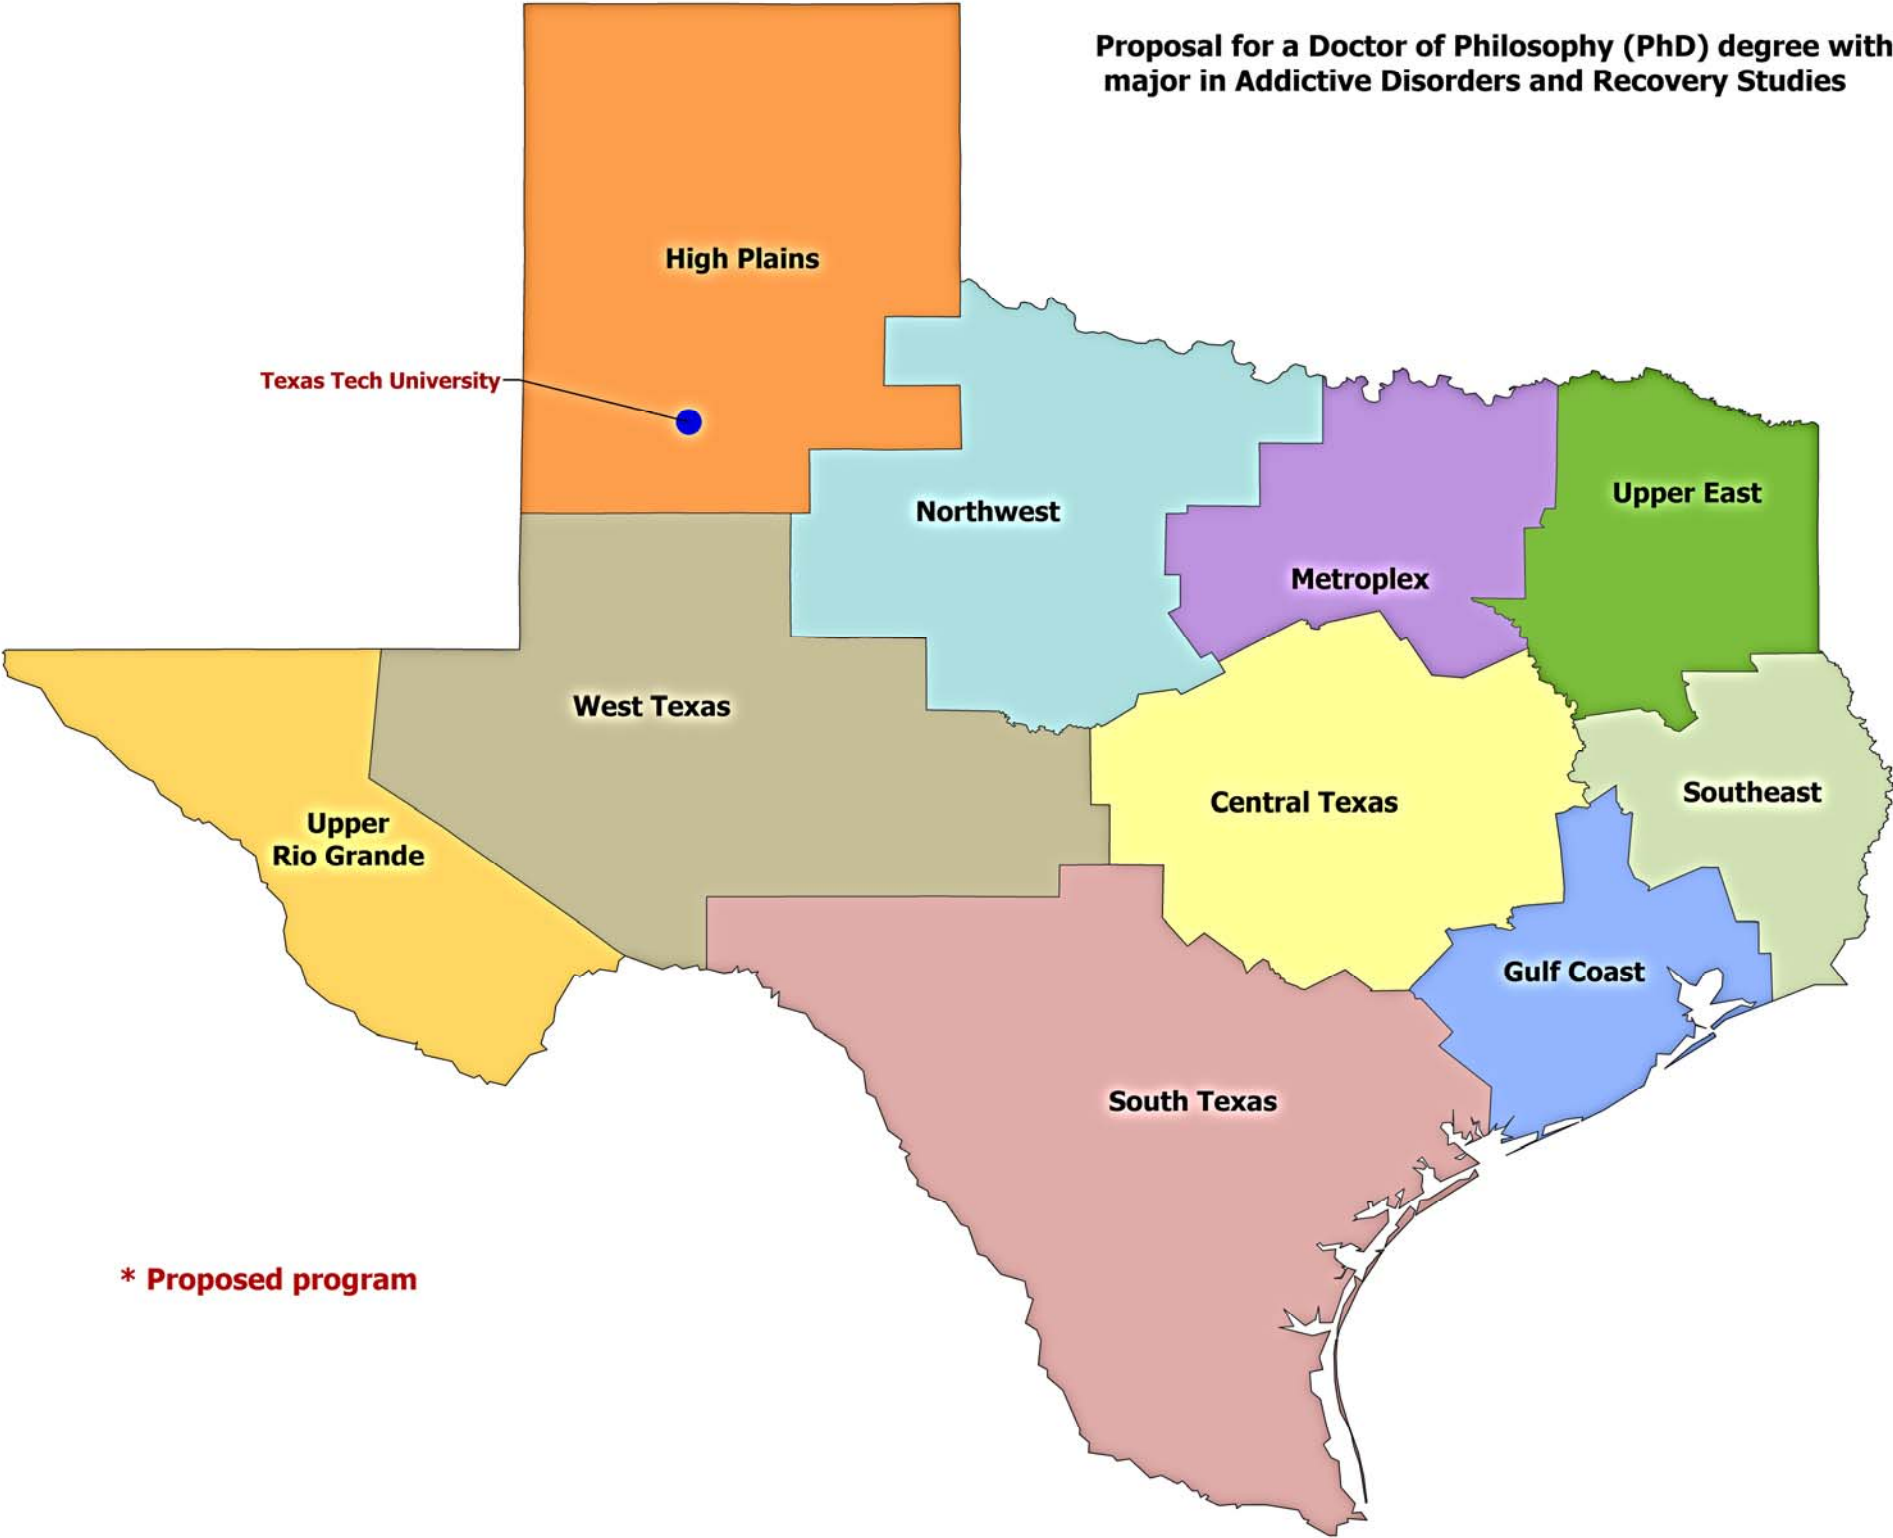 Proposal for a Doctor of Philosophy (PhD) degree with
major in Addictive Disorders and Recovery Studies
High Plains
Texas Tech University
Northwest
Upper East
Metroplex
West Texas
Southeast
Central Texas
Upper
Rio Grande
Gulf Coast
South Texas
* Proposed program